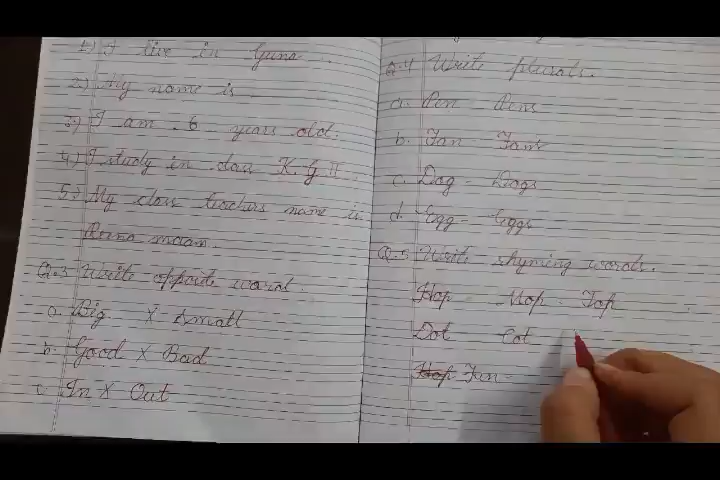 1) I live in Guna.
2) My name is
3) I am 6 years old.
4) I study in class K.G II.
5) My class teachers name is
maam.
Q.3 Write opposite word.
a. Big X Small
b. Good X Bad
c. In X Out
Q.4 Write plurals.
a. Pen - Pens
b. Fan - Fans
c. Dog - Dogs
d. Egg - Eggs
Q.5 Write rhyming words.
Hop - Mop - Top
Dot - Cot
Fun -